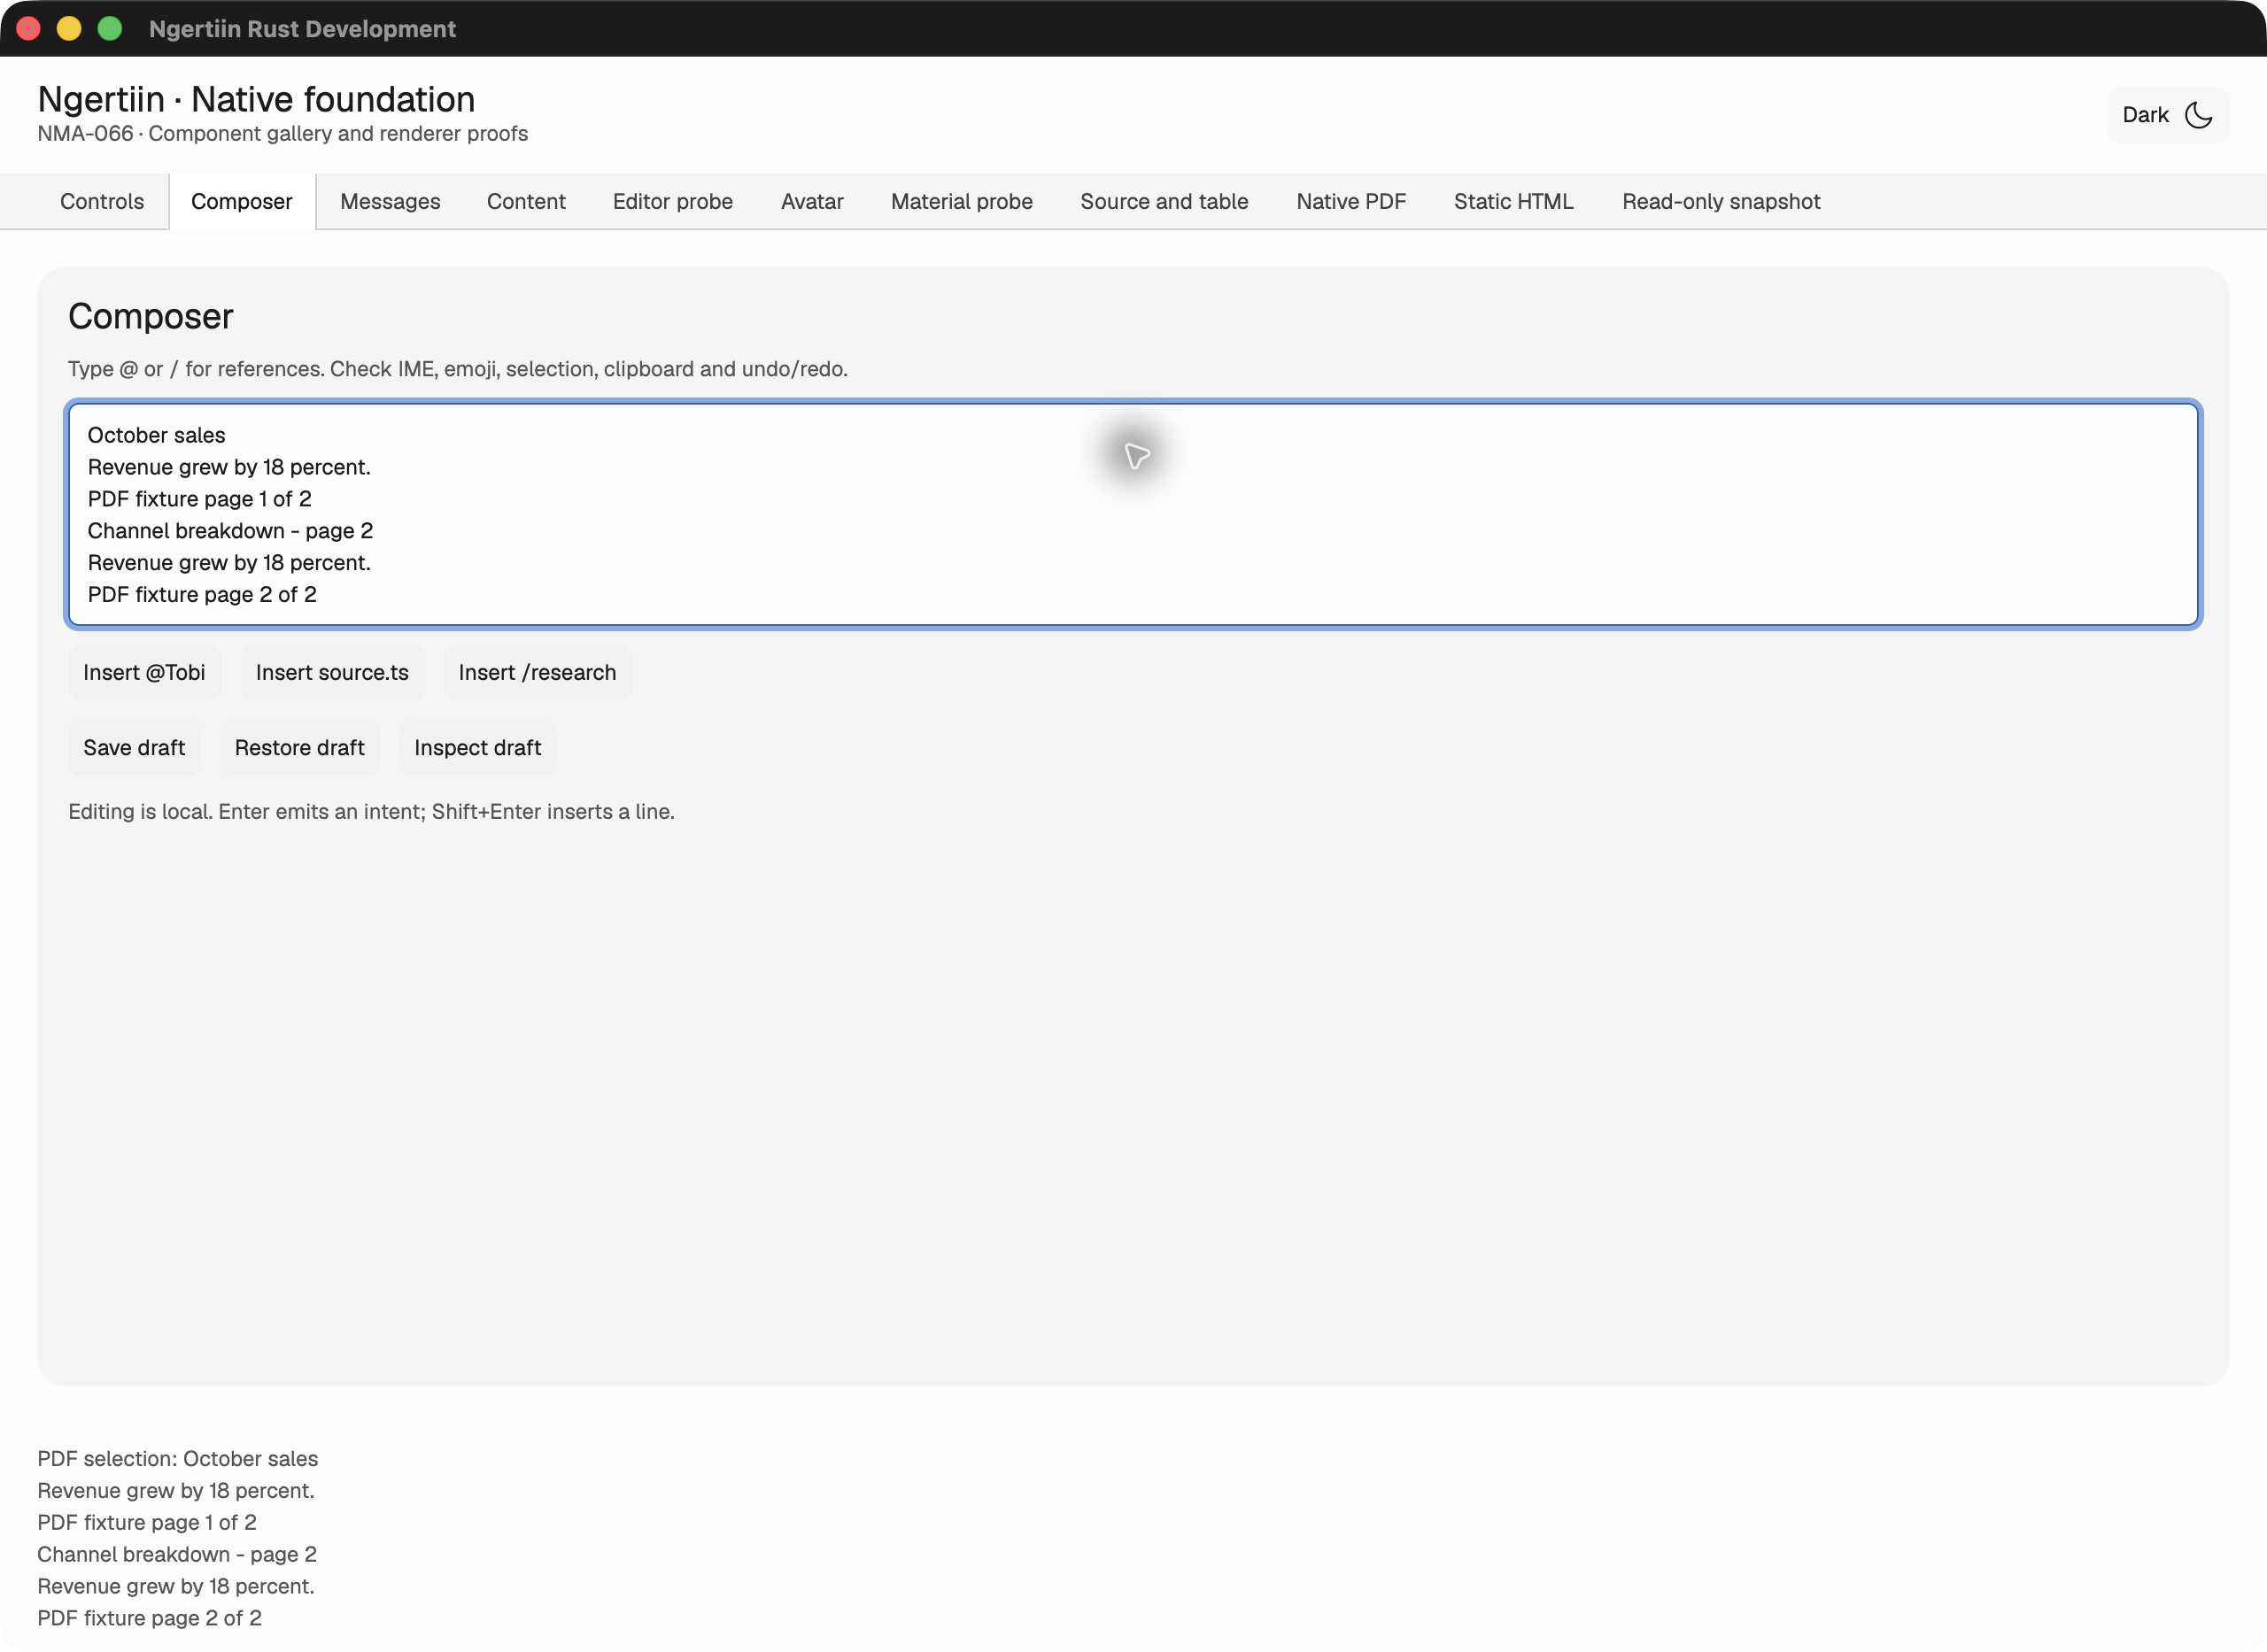 Ngertiin Rust Development
Ngertiin · Native foundation
NMA-066 · Component gallery and renderer proofs
Dark
Controls Composer Messages Content Editor probe Avatar Material probe Source and table Native PDF Static HTML Read-only snapshot
Composer
Type @ or / for references. Check IME, emoji, selection, clipboard and undo/redo.
October sales
Revenue grew by 18 percent.
PDF fixture page 1 of 2
Channel breakdown - page 2
Revenue grew by 18 percent.
PDF fixture page 2 of 2
Insert @Tobi Insert source.ts Insert /research
Save draft Restore draft Inspect draft
Editing is local. Enter emits an intent; Shift+Enter inserts a line.
PDF selection: October sales
Revenue grew by 18 percent.
PDF fixture page 1 of 2
Channel breakdown - page 2
Revenue grew by 18 percent.
PDF fixture page 2 of 2